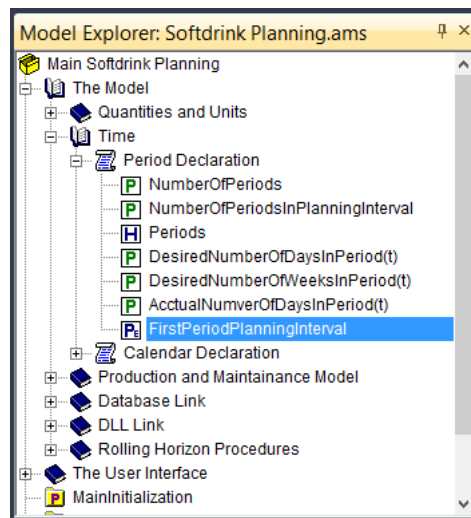 Model Explorer: Softdrink Planning.ams
Main Softdrink Planning
The Model
Quantities and Units
Time
Period Declaration
P NumberOfPeriods
P NumberOfPeriodsInPlanningInterval
H Periods
P DesiredNumberOfDaysInPeriod(t)
P DesiredNumberOfWeeksInPeriod(t)
P AcctualNumverOfDaysInPeriod(t)
PE FirstPeriodPlanningInterval
Calendar Declaration
Production and Maintainance Model
Database Link
DLL Link
Rolling Horizon Procedures
The User Interface
P MainInitialization